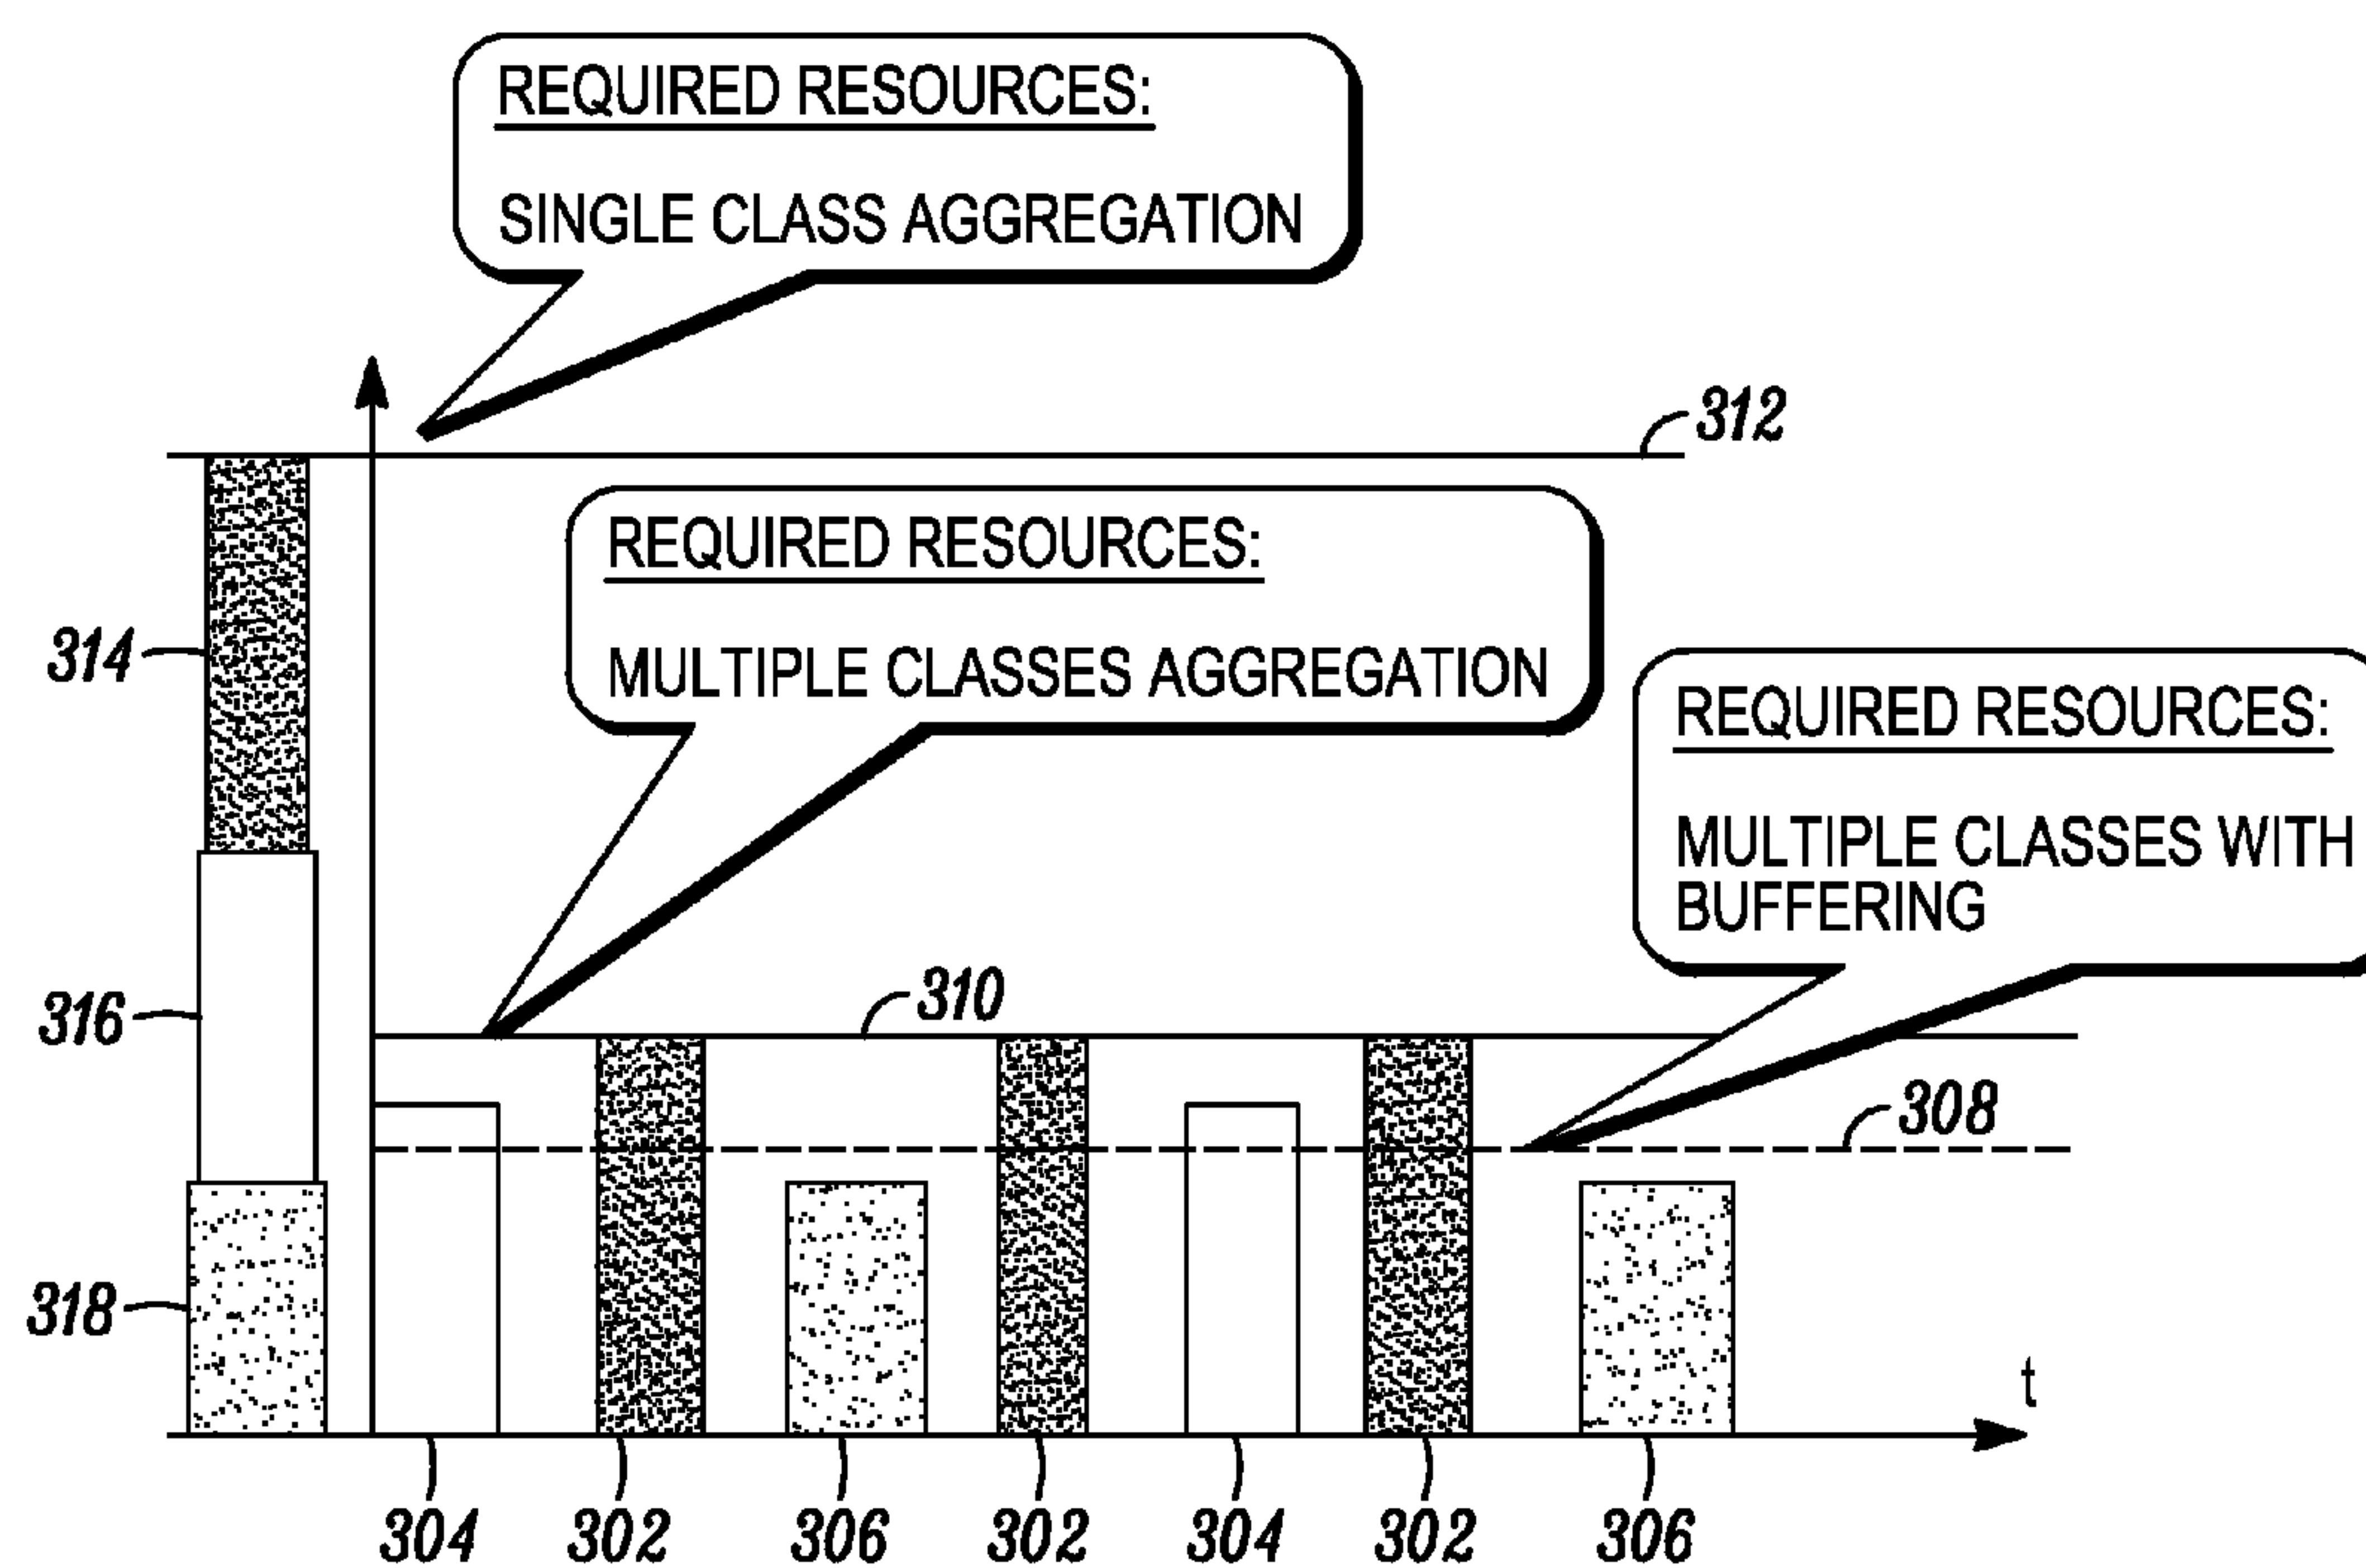 REQUIRED RESOURCES:
SINGLE CLASS AGGREGATION
312
REQUIRED RESOURCES:
MULTIPLE CLASSES AGGREGATION
314
REQUIRED RESOURCES:
MULTIPLE CLASSES WITH
BUFFERING
316
310
308
318
t
304 302 306 302 304 302 306